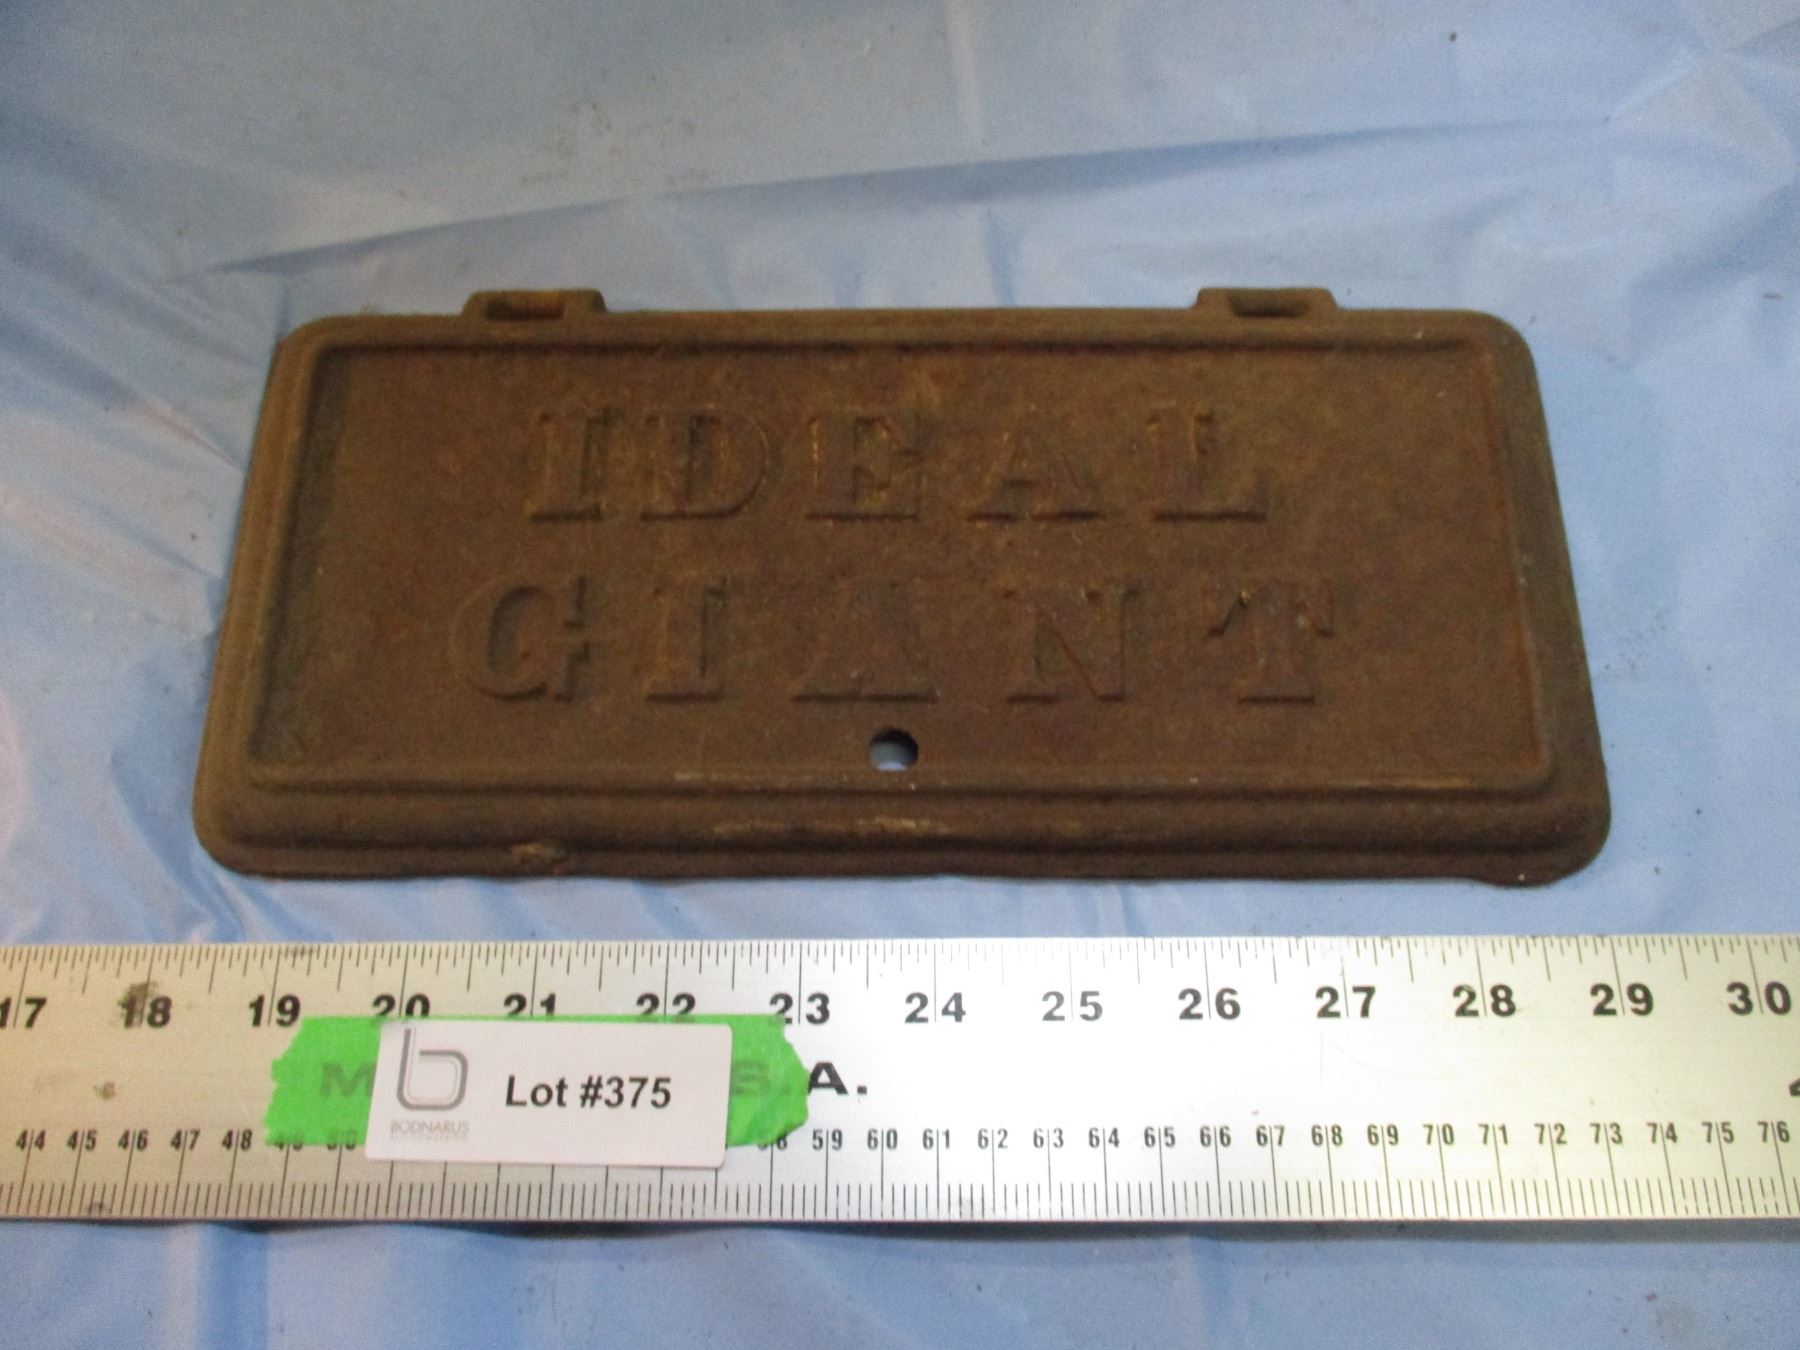 IDEAL
GIANT
17 18 19 20 21 22 23 24 25 26 27 28 29 30
M .A.
Lot #375
BODNARUS
44 45 46 47 48 59 60 61 62 63 64 65 66 67 68 69 70 71 72 73 74 75 76